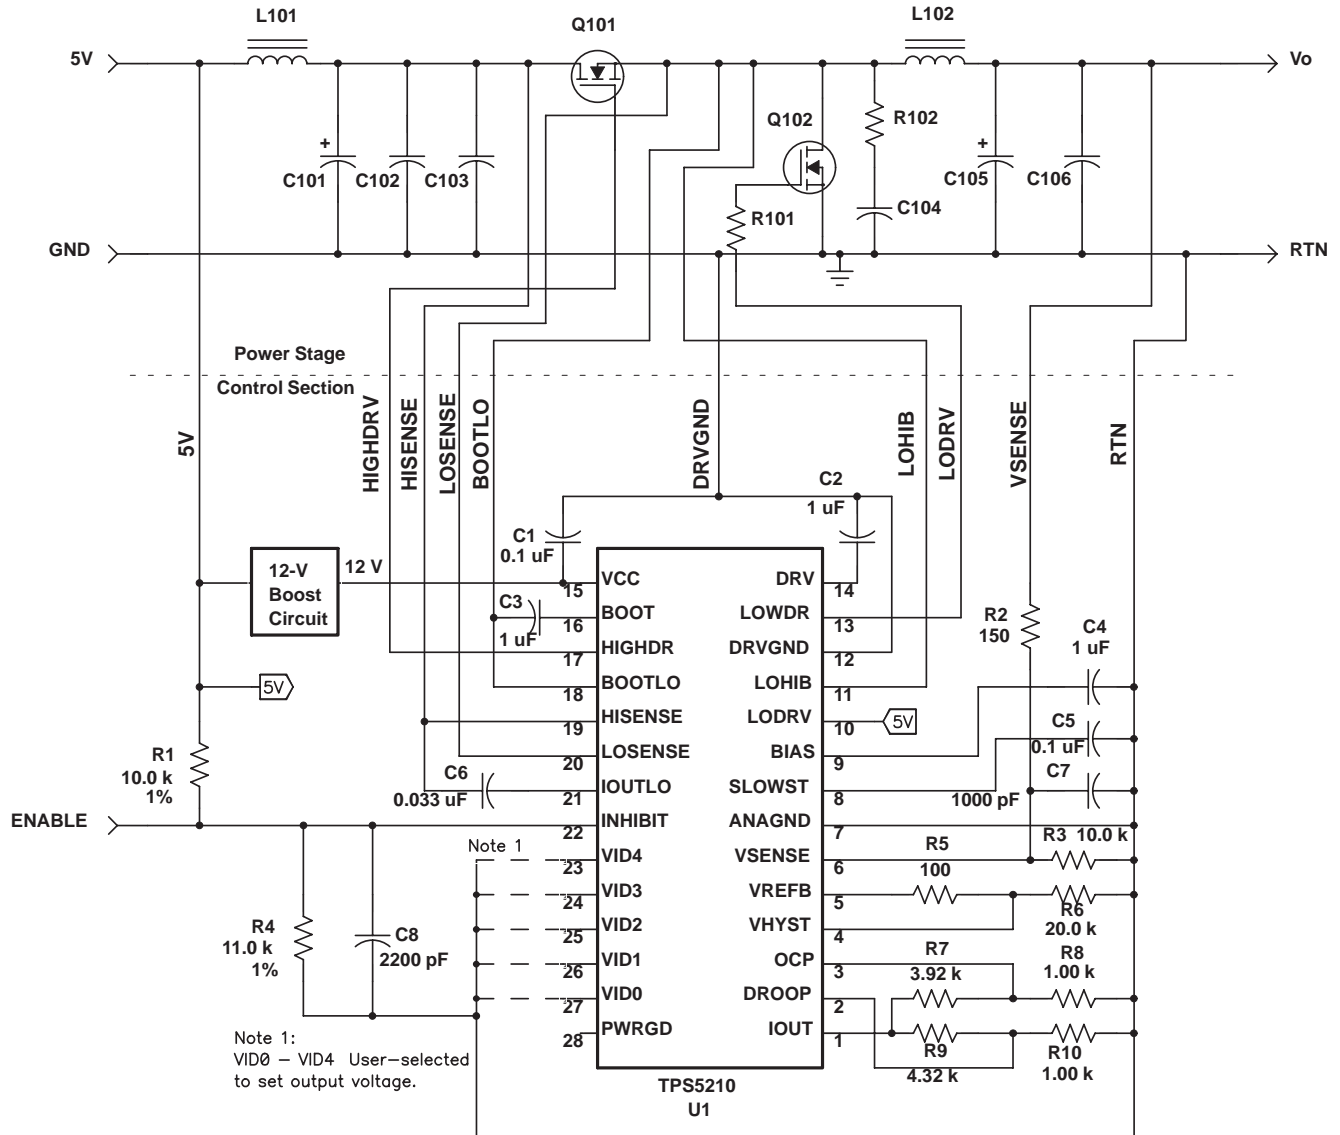 L101
Q101
L102
5V
Vo
Q102
R102
+
C101
C102
C103
+
C105
C106
R101
C104
GND
RTN
Power Stage
Control Section
5V
HIGHDRV
HISENSE
LOSENSE
BOOTLO
DRVGND
LOHIB
LODRV
VSENSE
RTN
C2
1 uF
C1
0.1 uF
12-V
Boost
Circuit
12 V
15
VCC
DRV
14
C3
1 uF
16
BOOT
LOWDR
13
R2
150
C4
1 uF
17
HIGHDR
DRVGND
12
5V
18
BOOTLO
LOHIB
11
19
HISENSE
LODRV
10
5V
C5
0.1 uF
R1
10.0 k
1%
20
LOSENSE
BIAS
9
C6
0.033 uF
21
IOUTLO
SLOWST
8
C7
1000 pF
ENABLE
22
INHIBIT
ANAGND
7
R3 10.0 k
Note 1
23
VID4
VSENSE
6
R5
100
24
VID3
VREFB
5
R6
20.0 k
R4
11.0 k
1%
C8
2200 pF
25
VID2
VHYST
4
26
VID1
OCP
3
R7
3.92 k
R8
1.00 k
27
VID0
DROOP
2
28
PWRGD
IOUT
1
R9
4.32 k
R10
1.00 k
Note 1:
VID0 – VID4 User-selected
to set output voltage.
TPS5210
U1